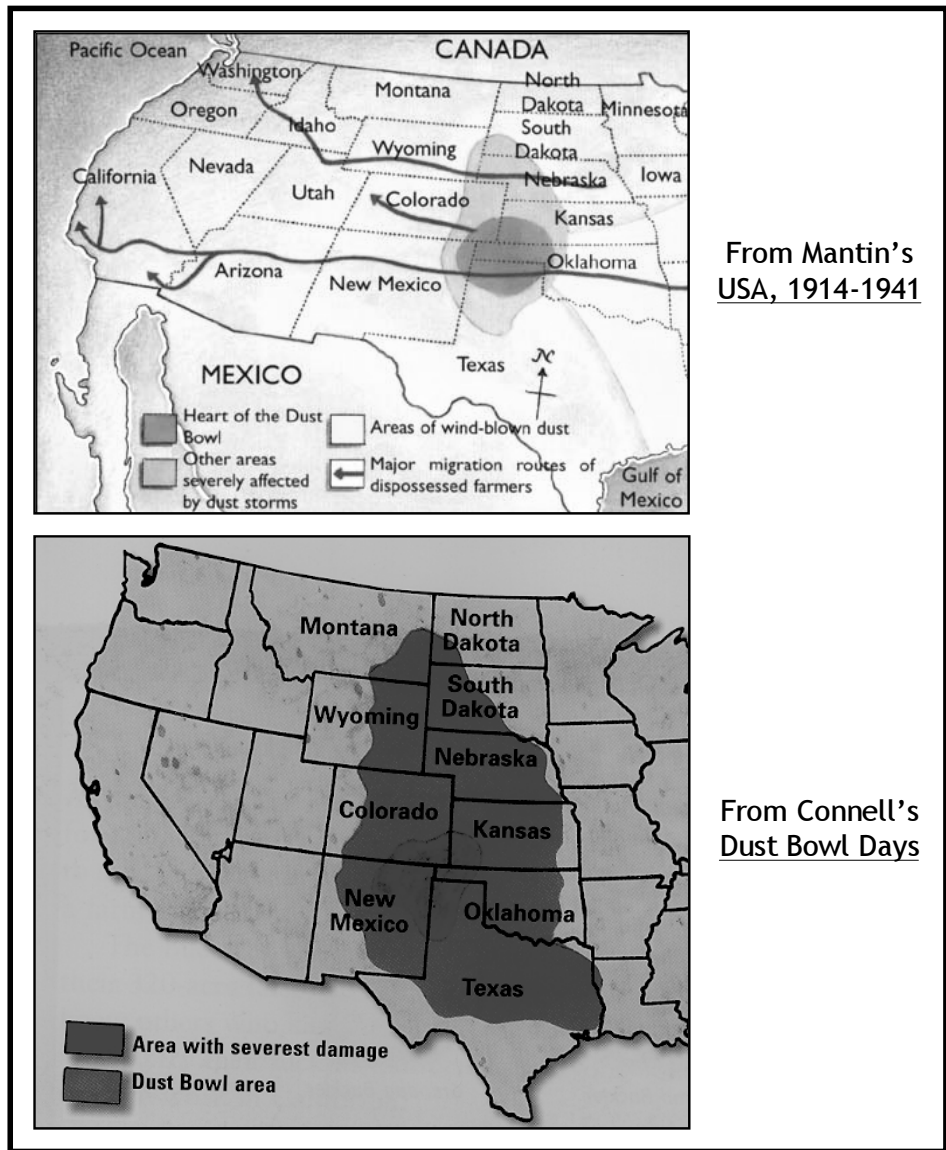 Pacific Ocean
CANADA
Washington
Montana
North
Dakota
Minnesota
Oregon
Idaho
South
Dakota
Wyoming
Nevada
California
Nebraska
Iowa
Utah
Colorado
Kansas
Oklahoma
Arizona
New Mexico
Texas
N
MEXICO
Heart of the Dust
Bowl
Other areas
severely affected
by dust storms
Areas of wind-blown dust
Major migration routes of
dispossessed farmers
Gulf of
Mexico
From Mantin's
USA, 1914-1941
Montana
North
Dakota
South
Dakota
Wyoming
Nebraska
Colorado
Kansas
New
Mexico
Oklahoma
Texas
Area with severest damage
Dust Bowl area
From Connell's
Dust Bowl Days